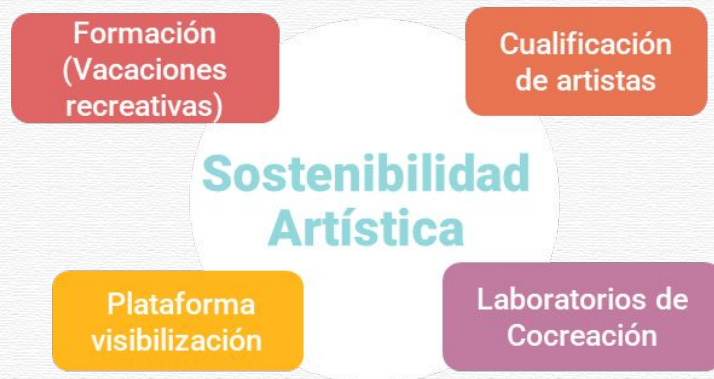 Formación
(Vacaciones
recreativas)
Cualificación
de artistas
Sostenibilidad
Artística
Plataforma
visibilización
Laboratorios de
Cocreación